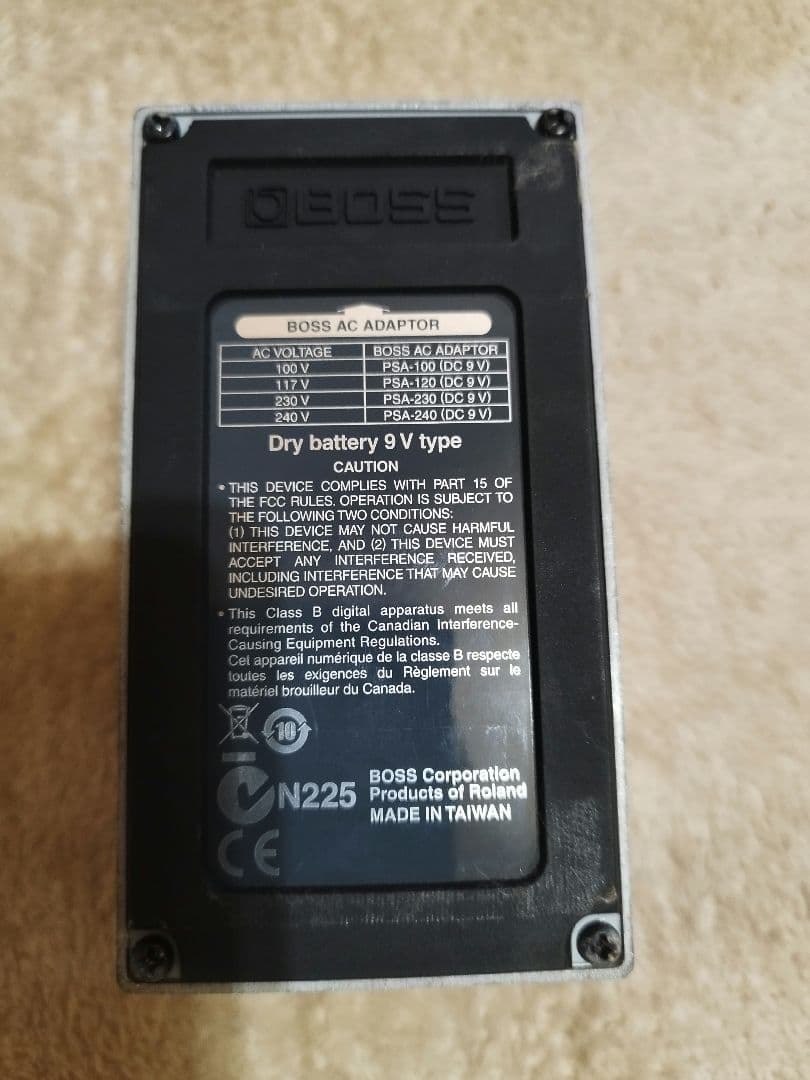 BOSS
BOSS AC ADAPTOR
AC VOLTAGE BOSS AC ADAPTOR
100 V PSA-100 (DC 9 V)
117 V PSA-120 (DC 9 V)
230 V PSA-230 (DC 9 V)
240 V PSA-240 (DC 9 V)
Dry battery 9 V type
CAUTION
• THIS DEVICE COMPLIES WITH PART 15 OF
THE FCC RULES. OPERATION IS SUBJECT TO
THE FOLLOWING TWO CONDITIONS:
(1) THIS DEVICE MAY NOT CAUSE HARMFUL
INTERFERENCE, AND (2) THIS DEVICE MUST
ACCEPT ANY INTERFERENCE RECEIVED,
INCLUDING INTERFERENCE THAT MAY CAUSE
UNDESIRED OPERATION.
• This Class B digital apparatus meets all
requirements of the Canadian Interference-
Causing Equipment Regulations.
Cet appareil numérique de la classe B respecte
toutes les exigences du Règlement sur le
matériel brouilleur du Canada.
10
N225
BOSS Corporation
Products of Roland
MADE IN TAIWAN
CE